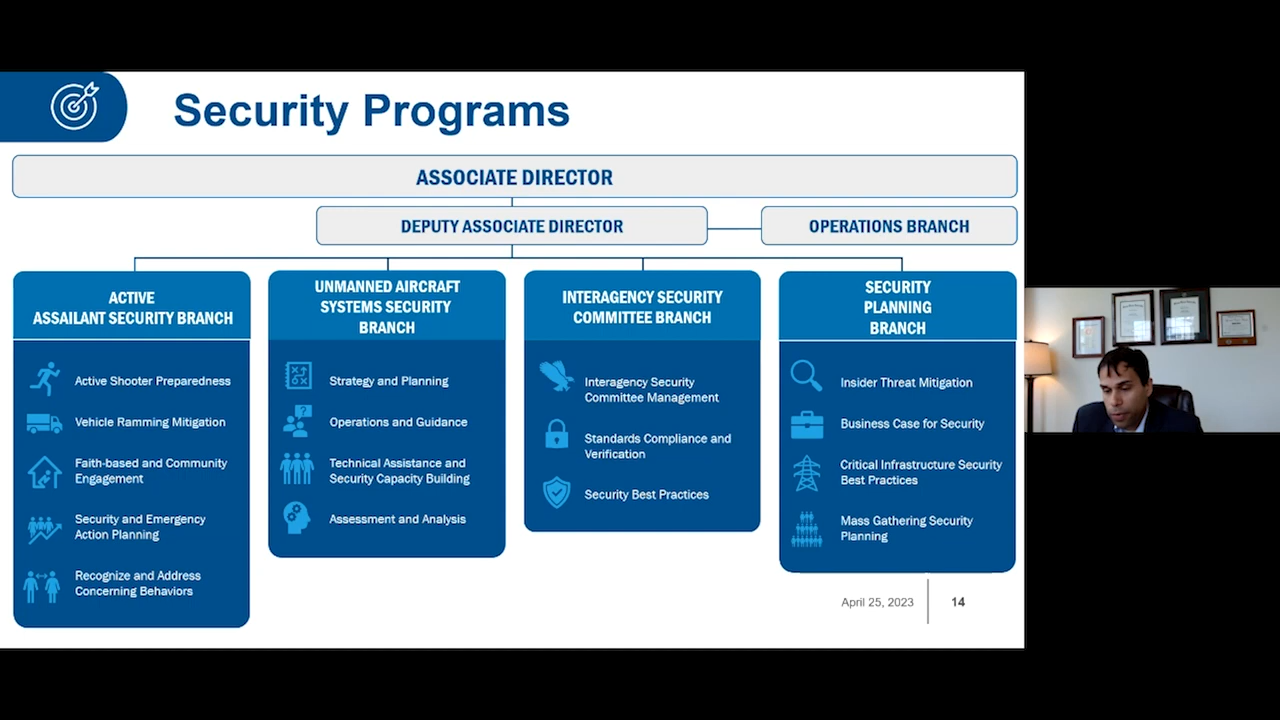 Security Programs
ASSOCIATE DIRECTOR
DEPUTY ASSOCIATE DIRECTOR
OPERATIONS BRANCH
ACTIVE
ASSAILANT SECURITY BRANCH
Active Shooter Preparedness
Vehicle Ramming Mitigation
Faith-based and Community
Engagement
Security and Emergency
Action Planning
Recognize and Address
Concerning Behaviors
UNMANNED AIRCRAFT
SYSTEMS SECURITY
BRANCH
Strategy and Planning
Operations and Guidance
Technical Assistance and
Security Capacity Building
Assessment and Analysis
INTERAGENCY SECURITY
COMMITTEE BRANCH
Interagency Security
Committee Management
Standards Compliance and
Verification
Security Best Practices
SECURITY
PLANNING
BRANCH
Insider Threat Mitigation
Business Case for Security
Critical Infrastructure Security
Best Practices
Mass Gathering Security
Planning
April 25, 2023
14